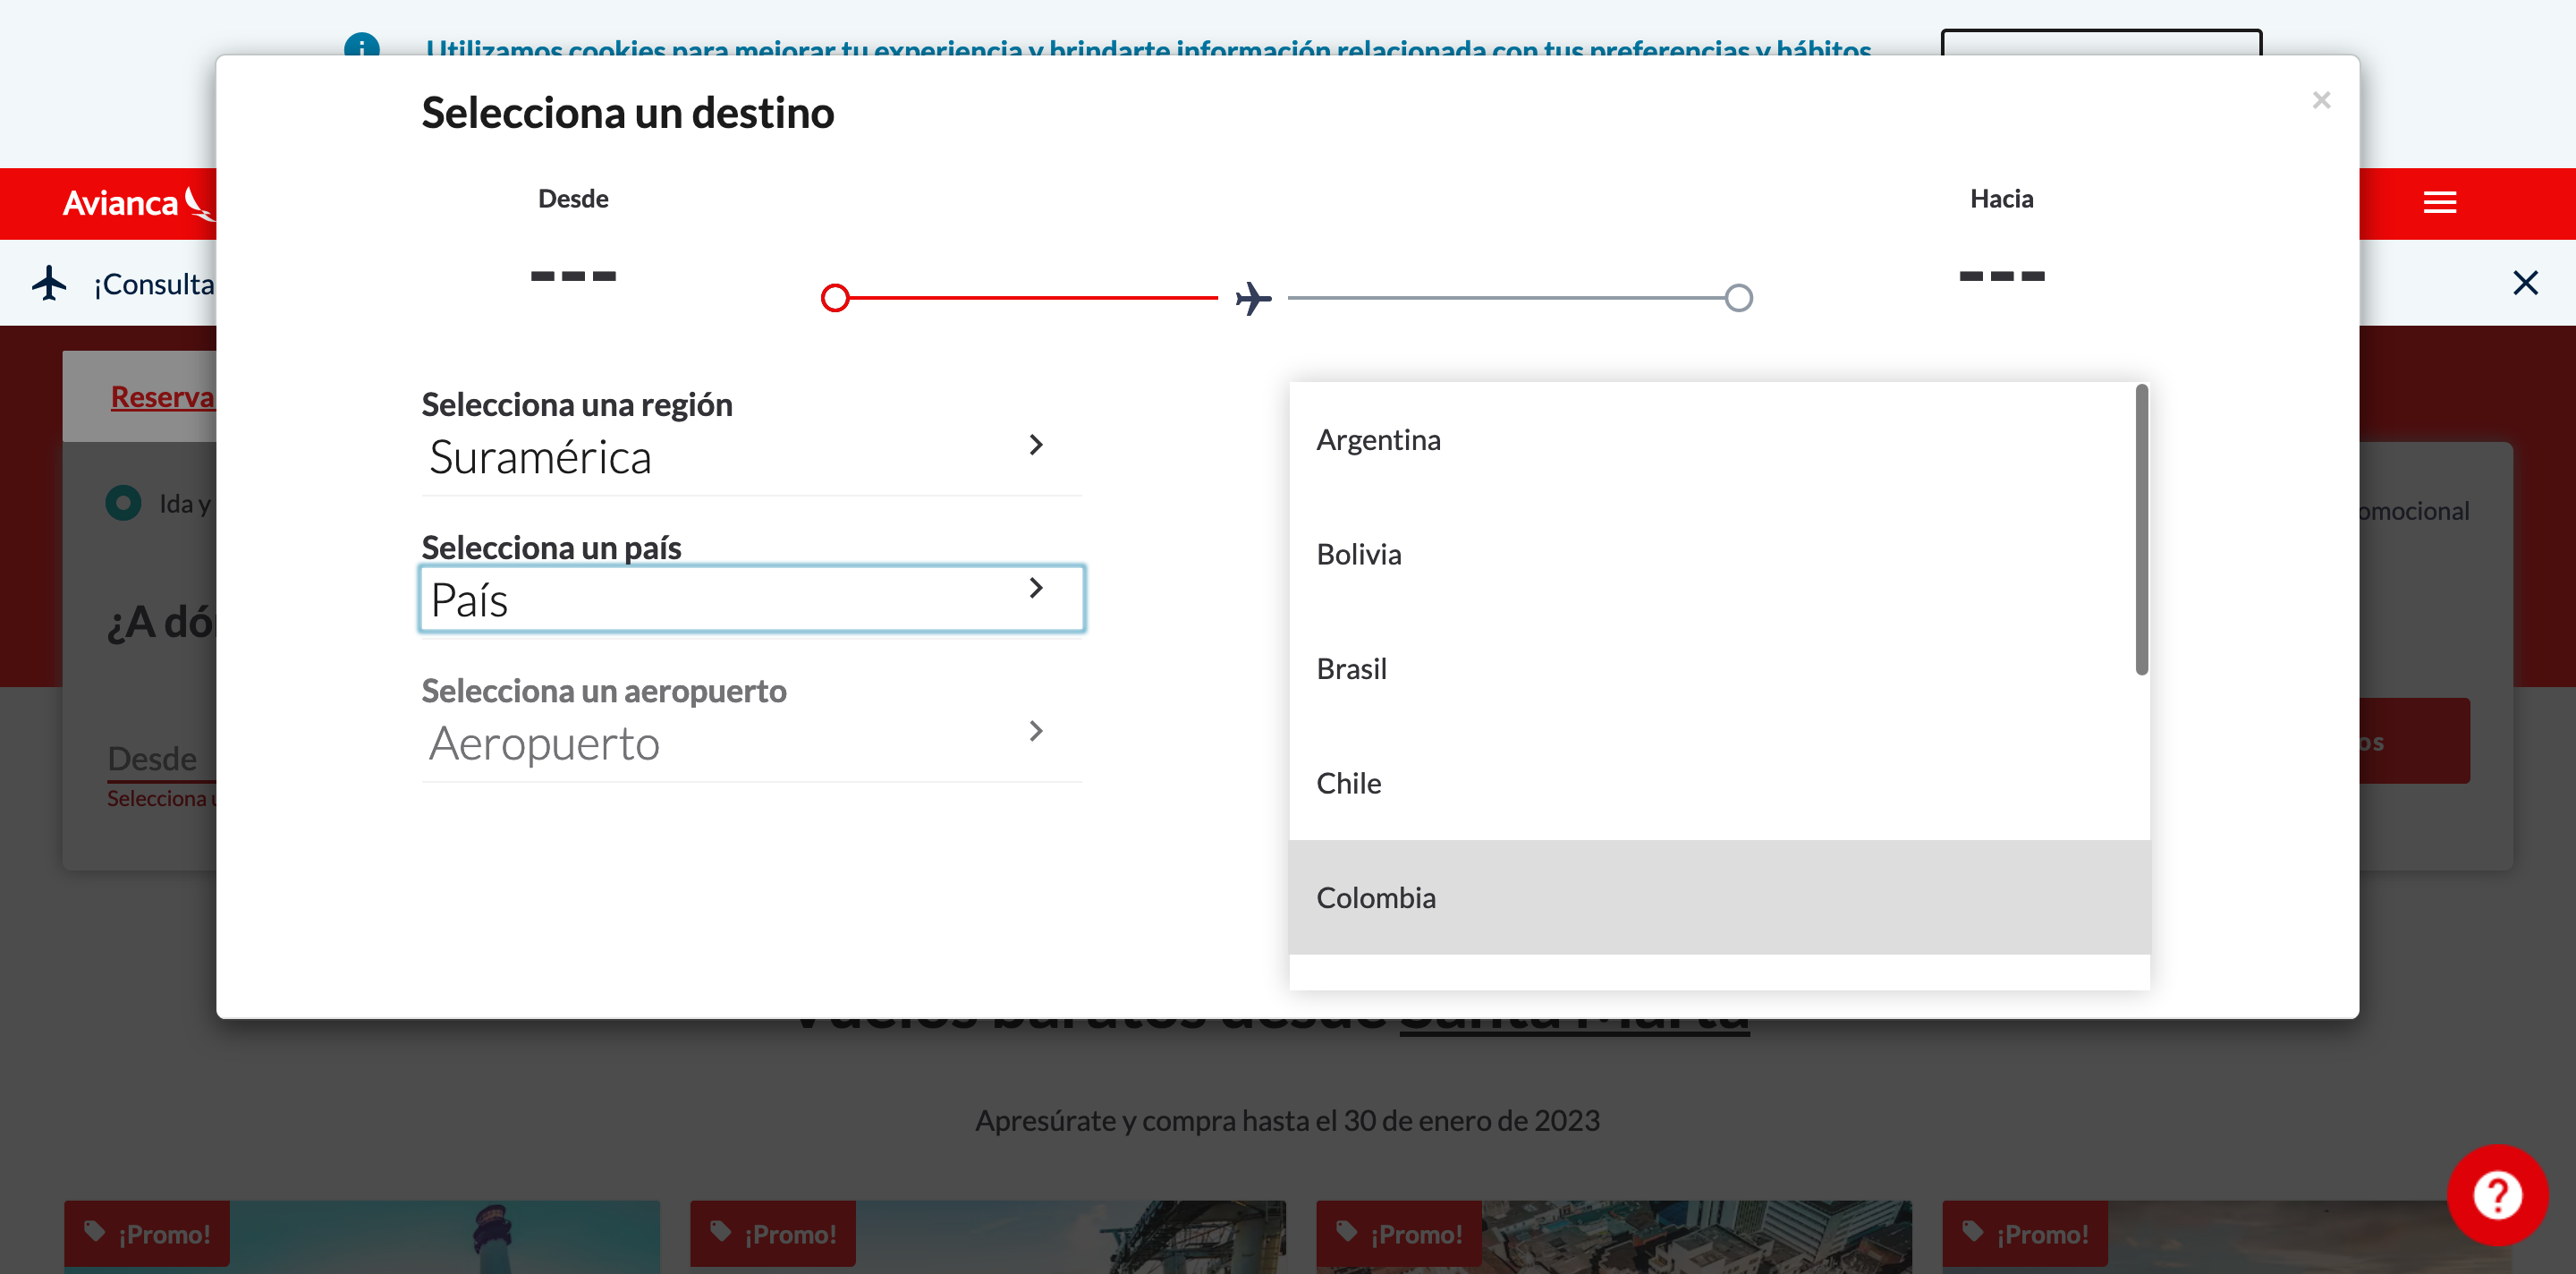 Utilizamos cookies para mejorar tu experiencia y brindarte información relacionada con tus preferencias y hábitos
Selecciona un destino
×
Desde
Hacia
---
---
Avianca
¡Consulta
Reserva
Selecciona una región
Suramérica
Ida y
omocional
Selecciona un país
País
¿A dó
Selecciona un aeropuerto
Aeropuerto
Desde
Selecciona
os
Argentina
Bolivia
Brasil
Chile
Colombia
Vuelos baratos desde Santa Marta
Apresúrate y compra hasta el 30 de enero de 2023
¡Promo!
¡Promo!
¡Promo!
¡Promo!
?